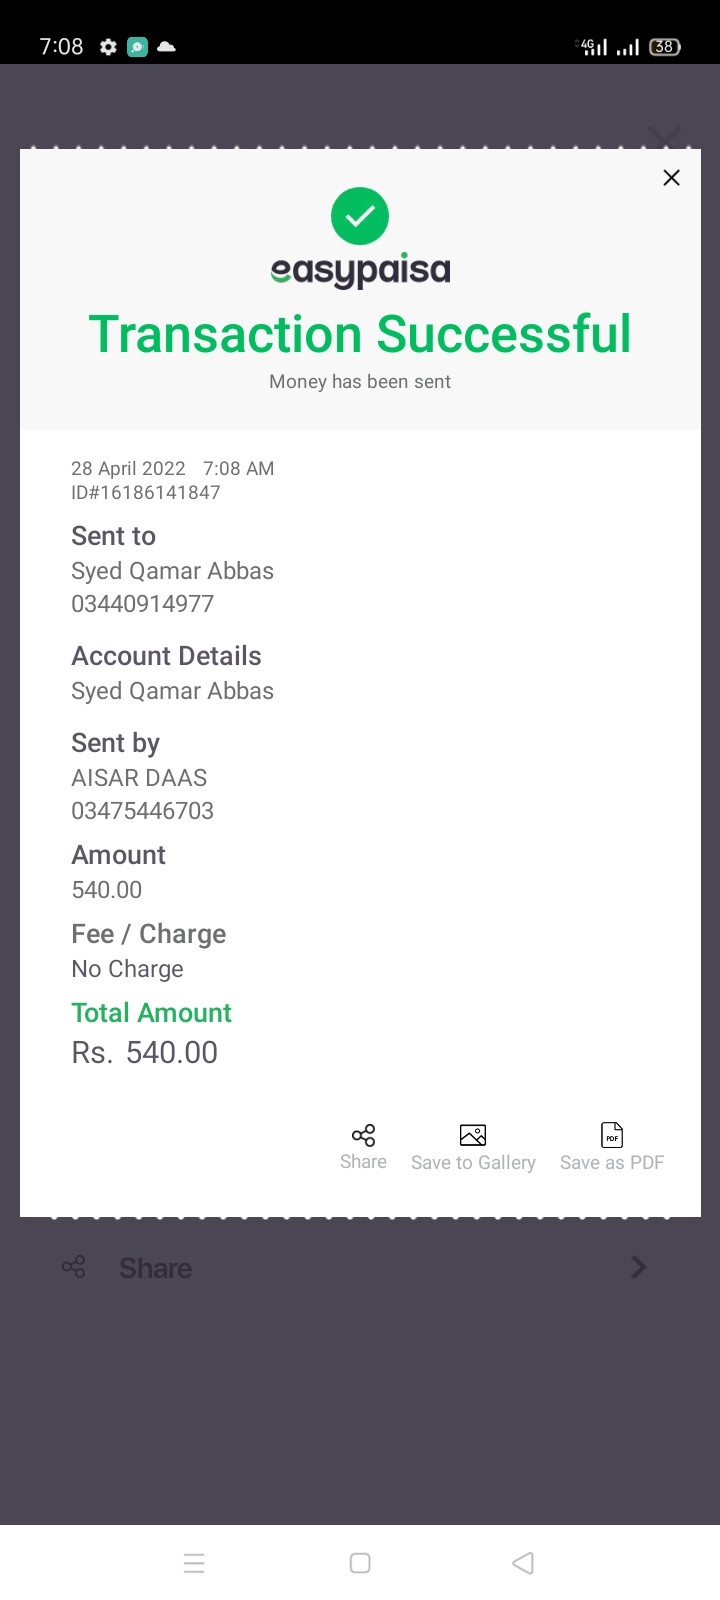 7:08
4G
38
easypaisa
Transaction Successful
Money has been sent
28 April 2022 7:08 AM
ID#16186141847
Sent to
Syed Qamar Abbas
03440914977
Account Details
Syed Qamar Abbas
Sent by
AISAR DAAS
03475446703
Amount
540.00
Fee / Charge
No Charge
Total Amount
Rs. 540.00
Share
Save to Gallery
PDF
Save as PDF
Share